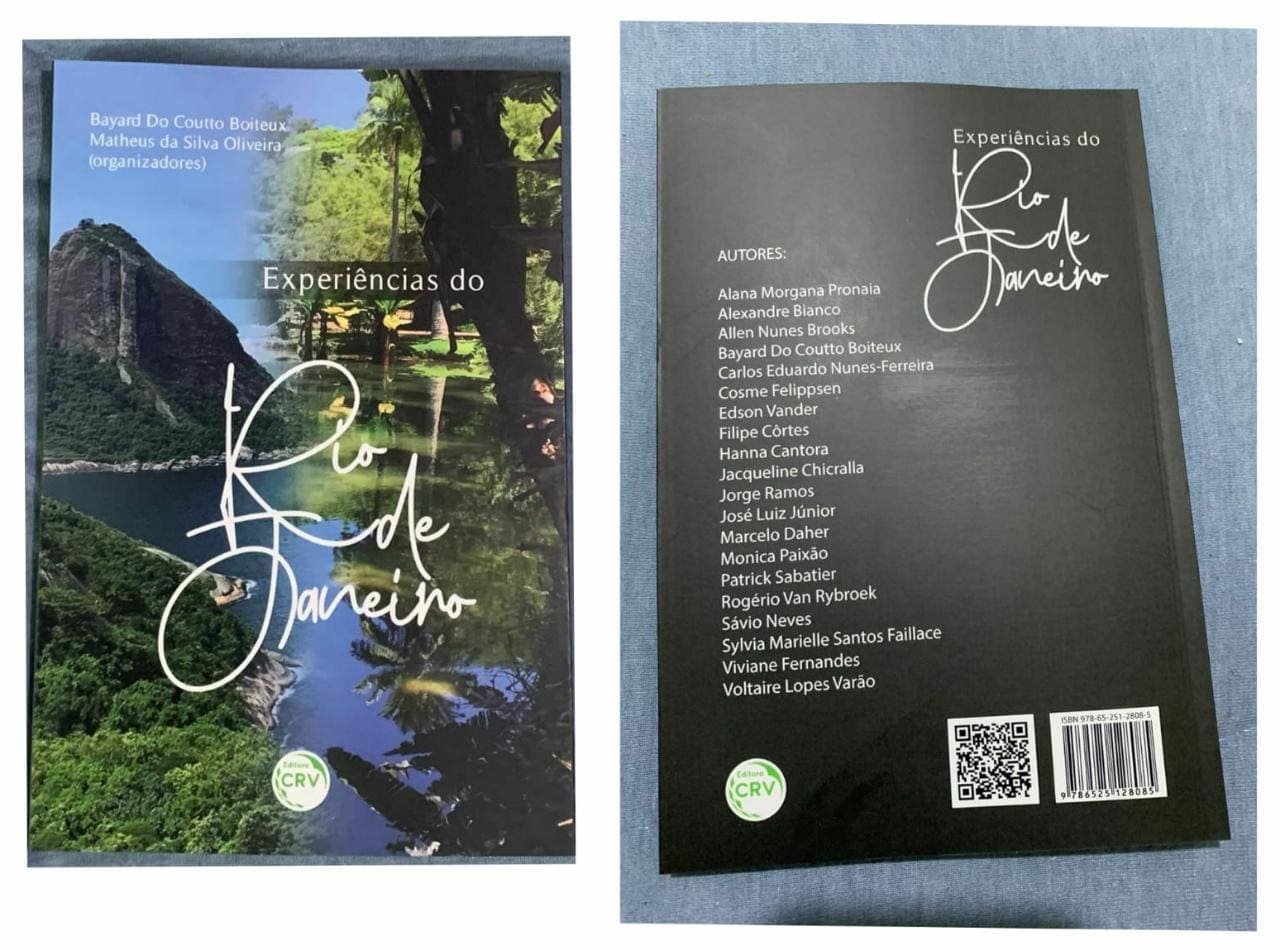 Bayard Do Coutto Boiteux
Matheus da Silva Oliveira
(organizadores)
Experiências do
Rio
de
Janeiro
Editora
CRV
Experiências do
Rio
de
Janeiro
AUTORES:
Alana Morgana Pronaia
Alexandre Bianco
Allen Nunes Brooks
Bayard Do Coutto Boiteux
Carlos Eduardo Nunes-Ferreira
Cosme Felippsen
Edson Vander
Filipe Côrtes
Hanna Cantora
Jacqueline Chicralla
Jorge Ramos
José Luiz Júnior
Marcelo Daher
Monica Paixão
Patrick Sabatier
Rogério Van Rybroek
Sávio Neves
Sylvia Marielle Santos Faillace
Viviane Fernandes
Voltaire Lopes Varão
Editora
CRV
ISBN 978-65-251-2808-5
9 786525 128085